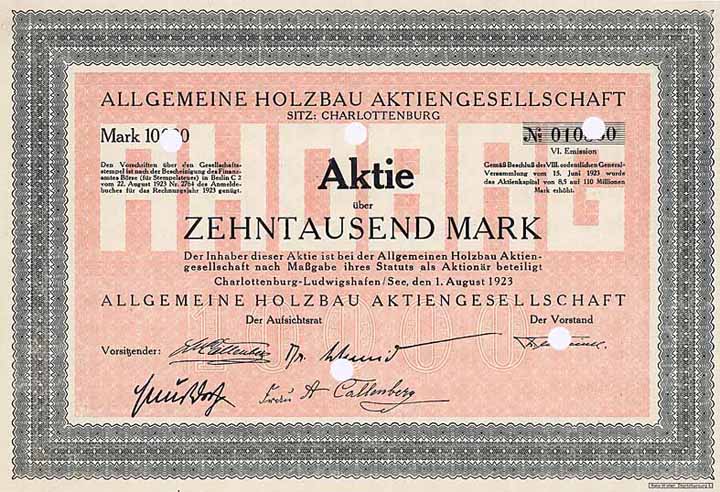 ALLGEMEINE HOLZBAU AKTIENGESELLSCHAFT
SITZ: CHARLOTTENBURG
Mark
VI. Emission
Den Vorschriften über den Gesellschafts-
stempel ist nach der Bescheinigung des Finanz-
amtes Börse (für Stempelsteuer) in Berlin C 2
vom 22. August 1923 Nr. 2764 des Anmelde-
buches für das Rechnungsjahr 1923 genügt.
Gemäß Beschluß des VIII. ordentlichen General-
Versammlung vom 15. Juni 1923 wurde
das Aktienkapital von 8,5 auf 110 Millionen
Mark erhöht.
AHBAG
Aktie
über
ZEHNTAUSEND MARK
Der Inhaber dieser Aktie ist bei der Allgemeinen Holzbau Aktien-
gesellschaft nach Maßgabe ihres Statuts als Aktionär beteiligt
Charlottenburg-Ludwigshafen/See, den 1. August 1923
ALLGEMEINE HOLZBAU AKTIENGESELLSCHAFT
10000
Der Aufsichtsrat
Der Vorstand
Vorsitzender:
Callenberg
Frau A Callenberg